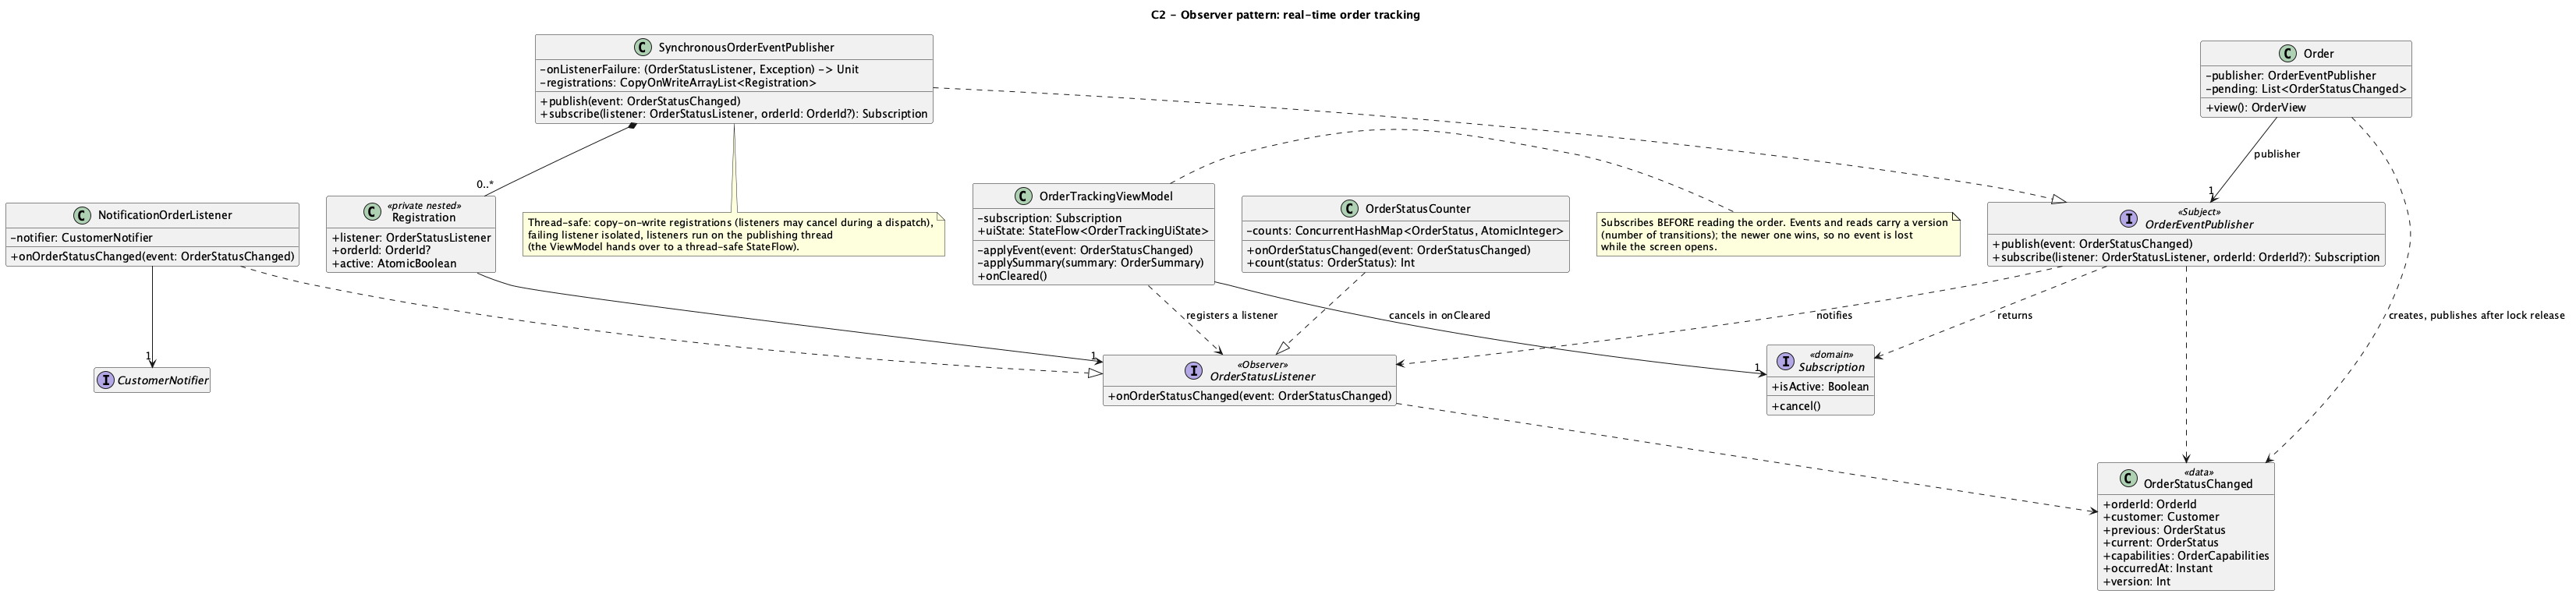 C2 - Observer pattern: real-time order tracking
C SynchronousOrderEventPublisher
-onListenerFailure: (OrderStatusListener, Exception) -> Unit
-registrations: CopyOnWriteArrayList<Registration>
+publish(event: OrderStatusChanged)
+subscribe(listener: OrderStatusListener, orderId: OrderId?): Subscription
C Order
-publisher: OrderEventPublisher
-pending: List<OrderStatusChanged>
+view(): OrderView
publisher
1
0..*
C NotificationOrderListener
-notifier: CustomerNotifier
+onOrderStatusChanged(event: OrderStatusChanged)
C «private nested»
Registration
+listener: OrderStatusListener
+orderId: OrderId?
+active: AtomicBoolean
Thread-safe: copy-on-write registrations (listeners may cancel during a dispatch),
failing listener isolated, listeners run on the publishing thread
(the ViewModel hands over to a thread-safe StateFlow).
C OrderTrackingViewModel
-subscription: Subscription
+uiState: StateFlow<OrderTrackingUiState>
-applyEvent(event: OrderStatusChanged)
-applySummary(summary: OrderSummary)
+onCleared()
C OrderStatusCounter
-counts: ConcurrentHashMap<OrderStatus, AtomicInteger>
+onOrderStatusChanged(event: OrderStatusChanged)
+count(status: OrderStatus): Int
Subscribes BEFORE reading the order. Events and reads carry a version
(number of transitions); the newer one wins, so no event is lost
while the screen opens.
I «Subject»
OrderEventPublisher
+publish(event: OrderStatusChanged)
+subscribe(listener: OrderStatusListener, orderId: OrderId?): Subscription
registers a listener
cancels in onCleared
notifies
returns
creates, publishes after lock release
1
I CustomerNotifier
1
I «Observer»
OrderStatusListener
+onOrderStatusChanged(event: OrderStatusChanged)
1
I «domain»
Subscription
+isActive: Boolean
+cancel()
C «data»
OrderStatusChanged
+orderId: OrderId
+customer: Customer
+previous: OrderStatus
+current: OrderStatus
+capabilities: OrderCapabilities
+occurredAt: Instant
+version: Int